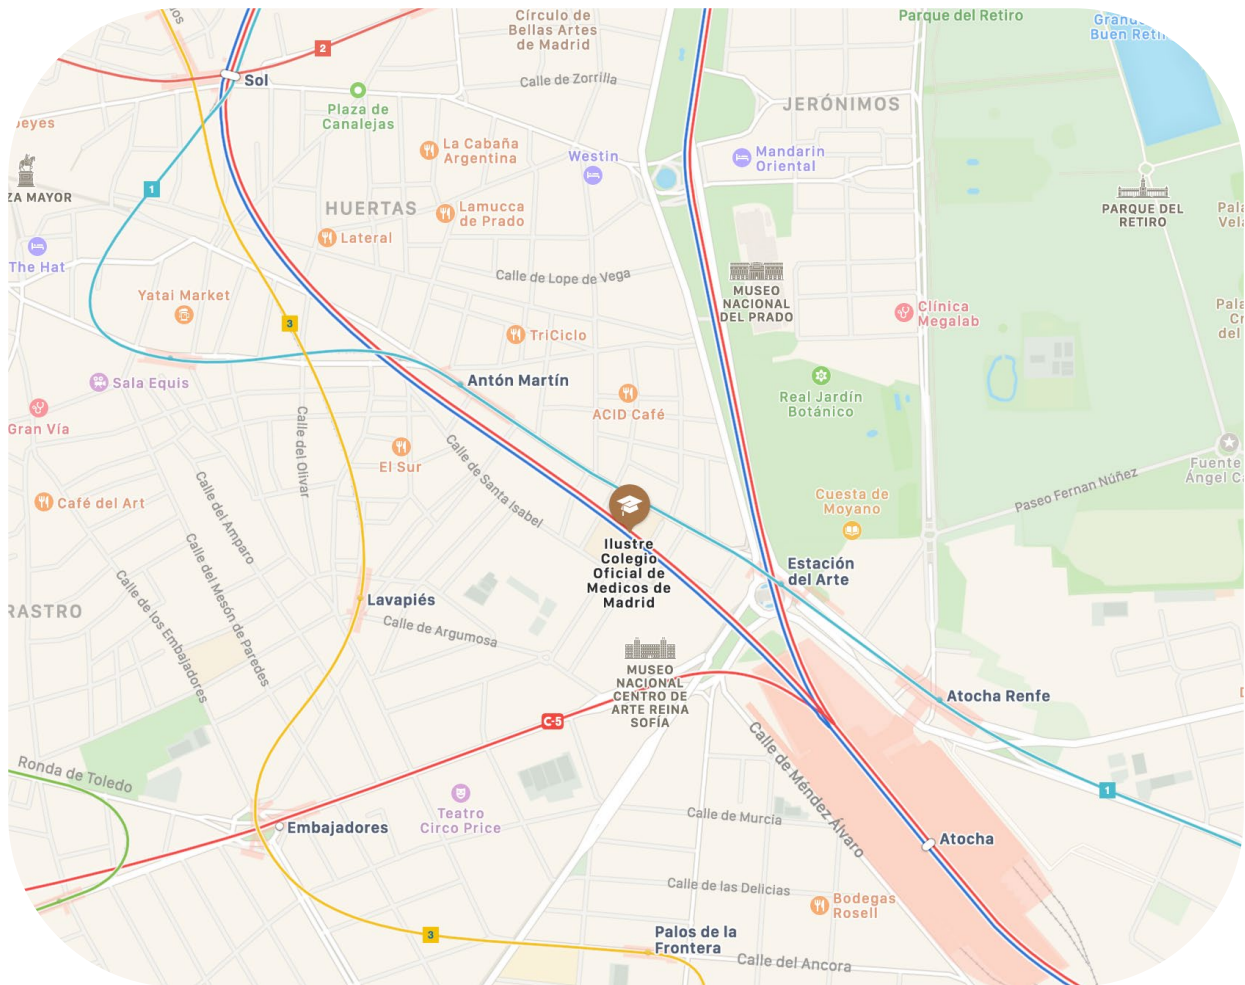 Círculo de
Bellas Artes
de Madrid
Parque del Retiro
Buen Reti
2
Sol
Calle de Zorrilla
Plaza de
Canalejas
JERÓNIMOS
La Cabaña
Argentina
Westin
Mandarin
Oriental
1
ZA MAYOR
HUERTAS
Lamucca
de Prado
PARQUE DEL
RETIRO
Lateral
The Hat
Calle de Lope de Vega
MUSEO
NACIONAL
DEL PRADO
Yatai Market
Clínica
Megalab
3
TriCiclo
Sala Equis
Antón Martín
Real Jardín
Botánico
ACID Café
Gran Vía
Calle del Olivar
El Sur
Calle de Santa Isabel
Fuente
Ángel Ca
Café del Art
Calle del Amparo
Cuesta de
Moyano
Paseo Fernan Núñez
Ilustre
Colegio
Oficial de
Medicos de
Madrid
Estación
del Arte
Calle del Mesón de Paredes
Calle de los Embajadores
RASTRO
Lavapiés
Calle de Argumosa
MUSEO
NACIONAL
CENTRO DE
ARTE REINA
SOFÍA
Atocha Renfe
C-5
Calle de Méndez Álvaro
Ronda de Toledo
1
Teatro
Circo Price
Calle de Murcia
Embajadores
Atocha
Calle de las Delicias
Bodegas
Rosell
3
Palos de la
Frontera
Calle del Ancora